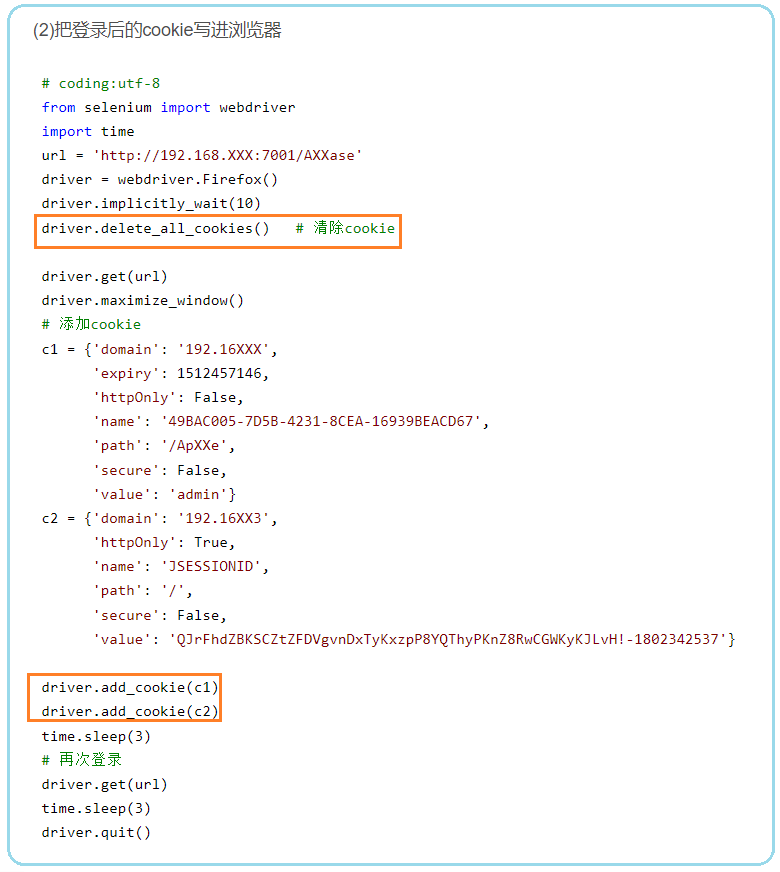 (2)把登录后的cookie写进浏览器
# coding:utf-8
from selenium import webdriver
import time
url = 'http://192.168.XXX:7001/AXXase'
driver = webdriver.Firefox()
driver.implicitly_wait(10)
driver.delete_all_cookies()   # 清除cookie
driver.get(url)
driver.maximize_window()
# 添加cookie
c1 = {'domain': '192.16XXX',
      'expiry': 1512457146,
      'httpOnly': False,
      'name': '49BAC005-7D5B-4231-8CEA-16939BEACD67',
      'path': '/ApXXe',
      'secure': False,
      'value': 'admin'}
c2 = {'domain': '192.16XX3',
      'httpOnly': True,
      'name': 'JSESSIONID',
      'path': '/',
      'secure': False,
      'value': 'QJrFhdZBKSCZtZFDVgvnDxTyKxzpP8YQThyPKnZ8RwCGWKyKJLvH!-1802342537'}
driver.add_cookie(c1)
driver.add_cookie(c2)
time.sleep(3)
# 再次登录
driver.get(url)
time.sleep(3)
driver.quit()